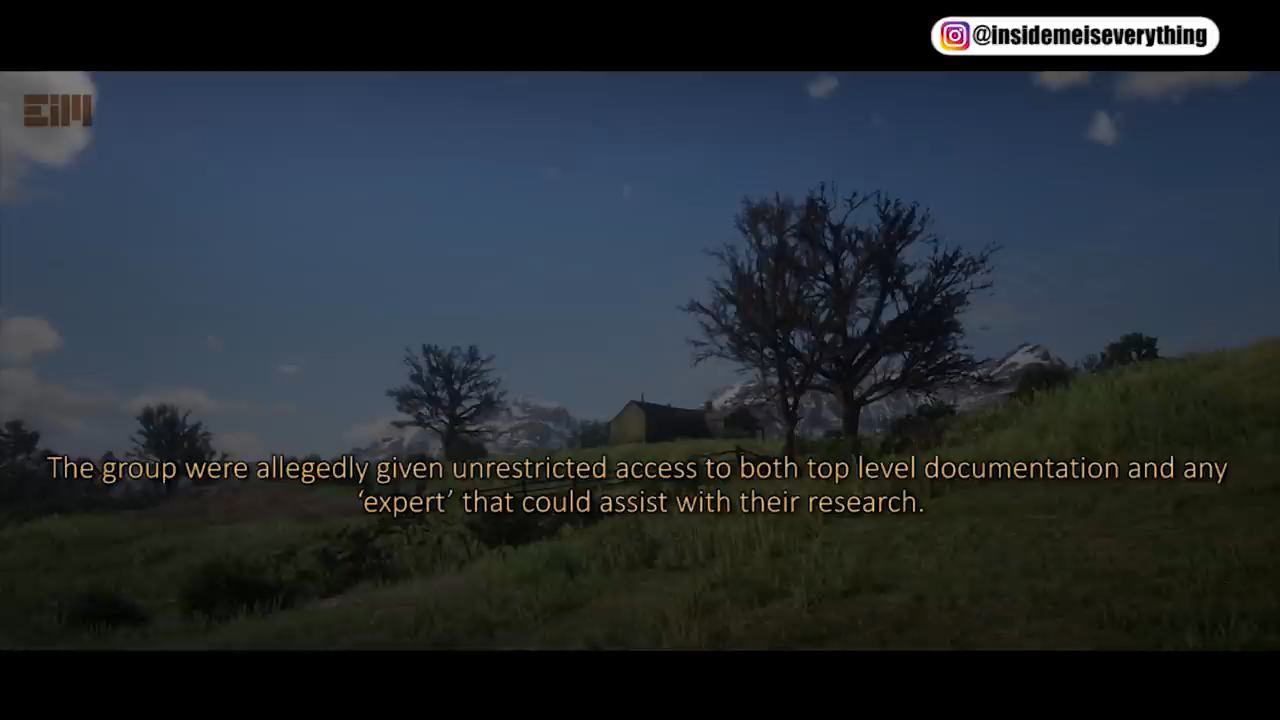 @insidemeiseverything
EiM
The group were allegedly given unrestricted access to both top level documentation and any
‘expert’ that could assist with their research.